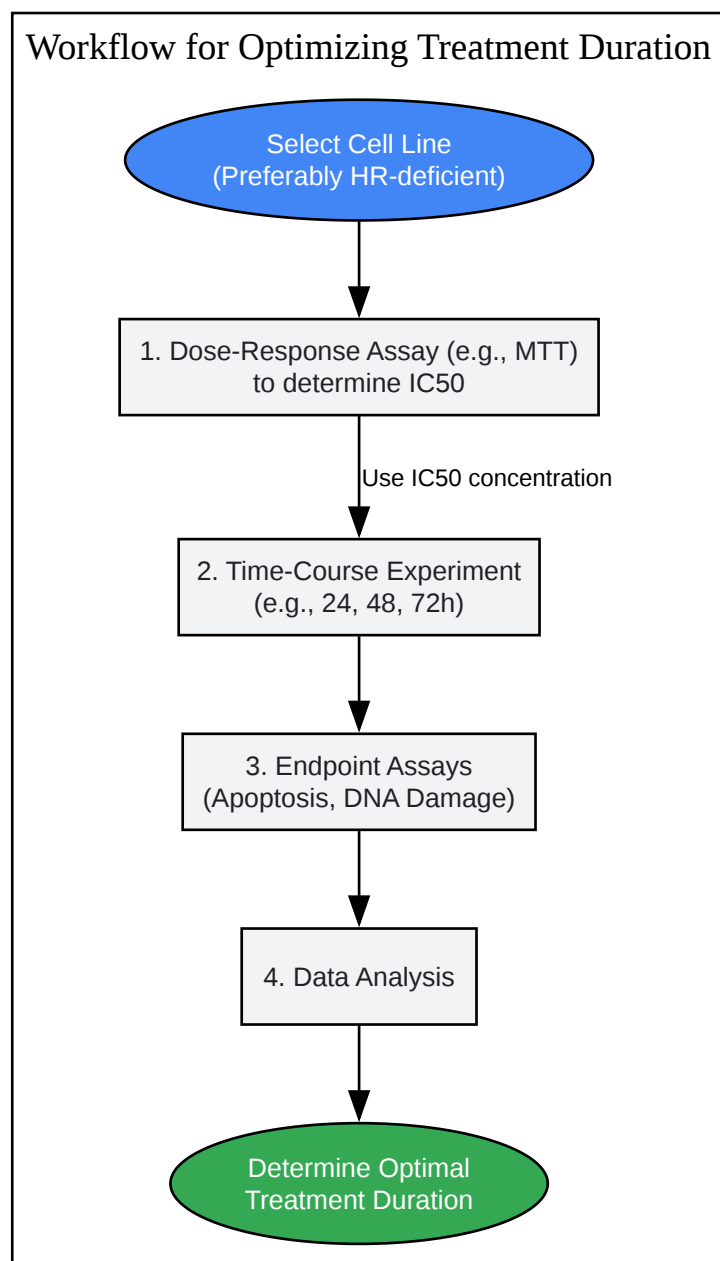 Workflow for Optimizing Treatment Duration
Select Cell Line
(Preferably HR-deficient)
1. Dose-Response Assay (e.g., MTT)
to determine IC50
Use IC50 concentration
2. Time-Course Experiment
(e.g., 24, 48, 72h)
3. Endpoint Assays
(Apoptosis, DNA Damage)
4. Data Analysis
Determine Optimal
Treatment Duration